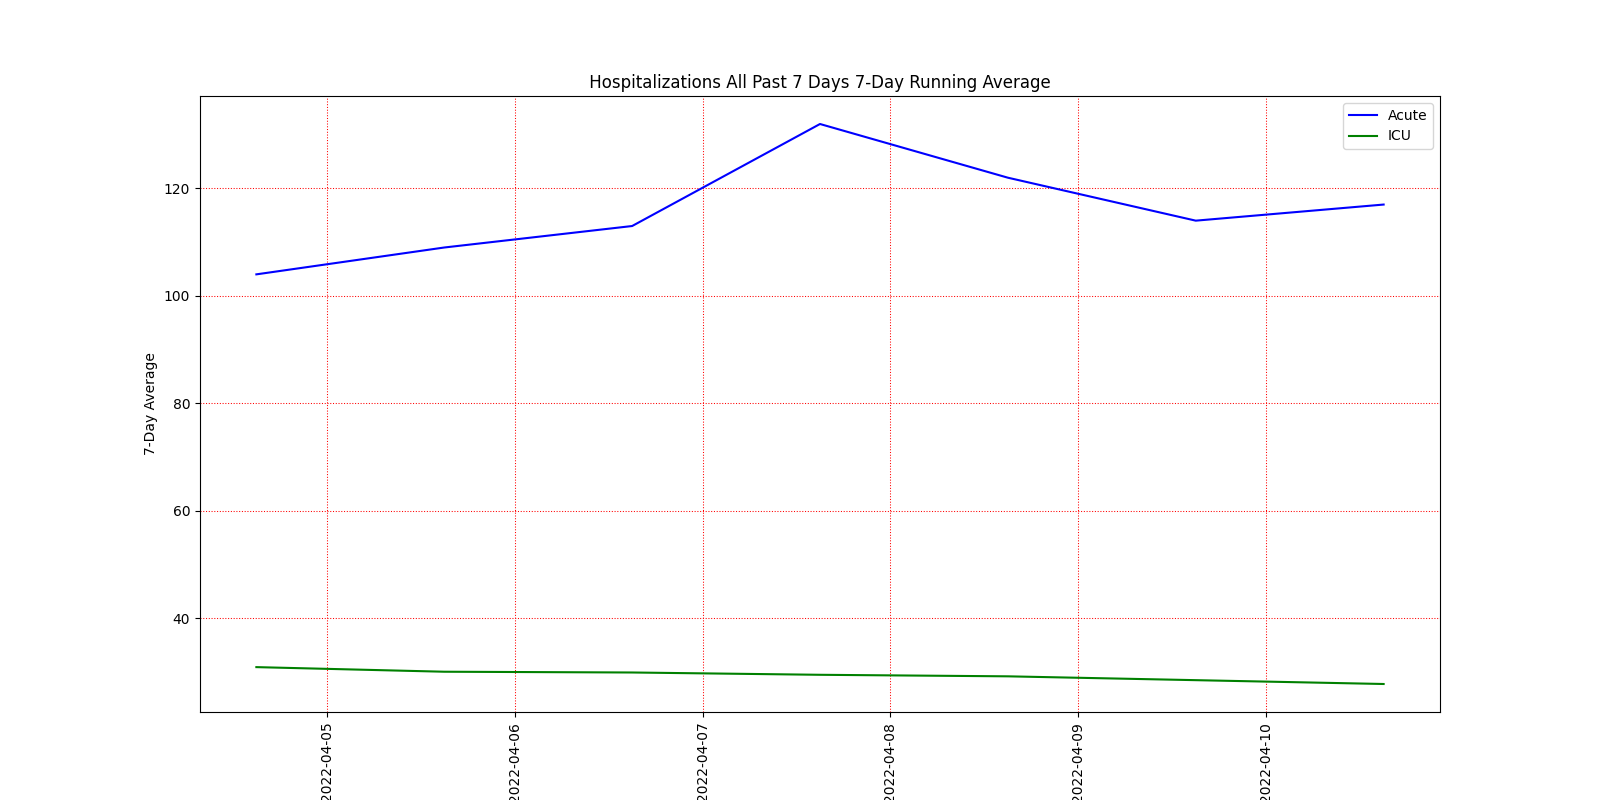 Hospitalizations All Past 7 Days 7-Day Running Average
Acute
ICU
120
100
80
60
40
7-Day Average
2022-04-05
2022-04-06
2022-04-07
2022-04-08
2022-04-09
2022-04-10